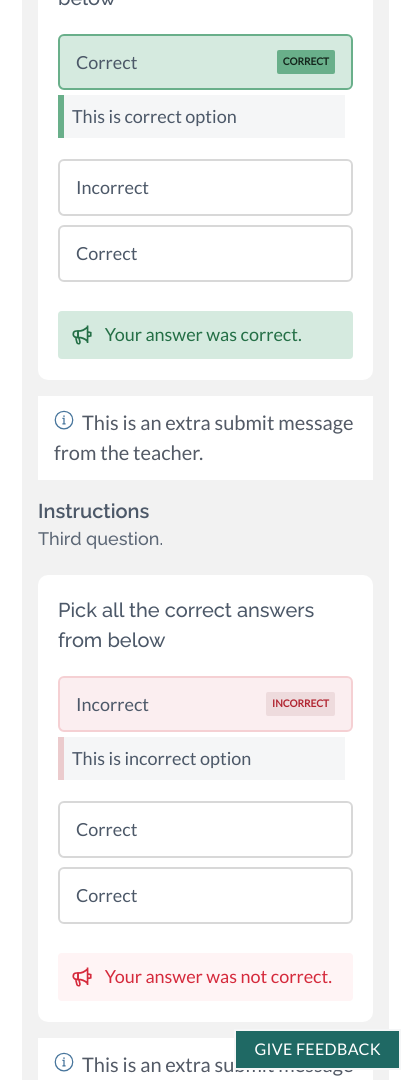 below
Correct
CORRECT
This is correct option
Incorrect
Correct
Your answer was correct.
This is an extra submit message
from the teacher.
Instructions
Third question.
Pick all the correct answers
from below
Incorrect
INCORRECT
This is incorrect option
Correct
Correct
Your answer was not correct.
GIVE FEEDBACK
This is an extra submit message